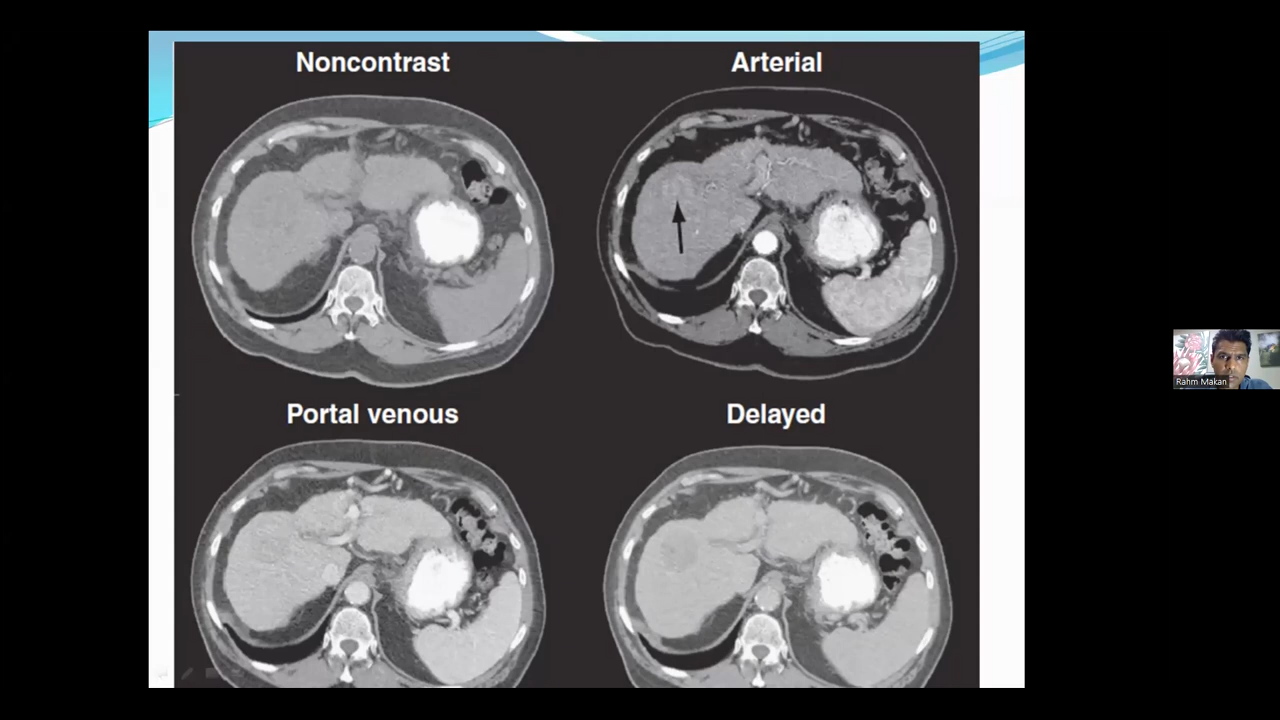 Noncontrast
Arterial
Rahm Makan
Portal venous
Delayed